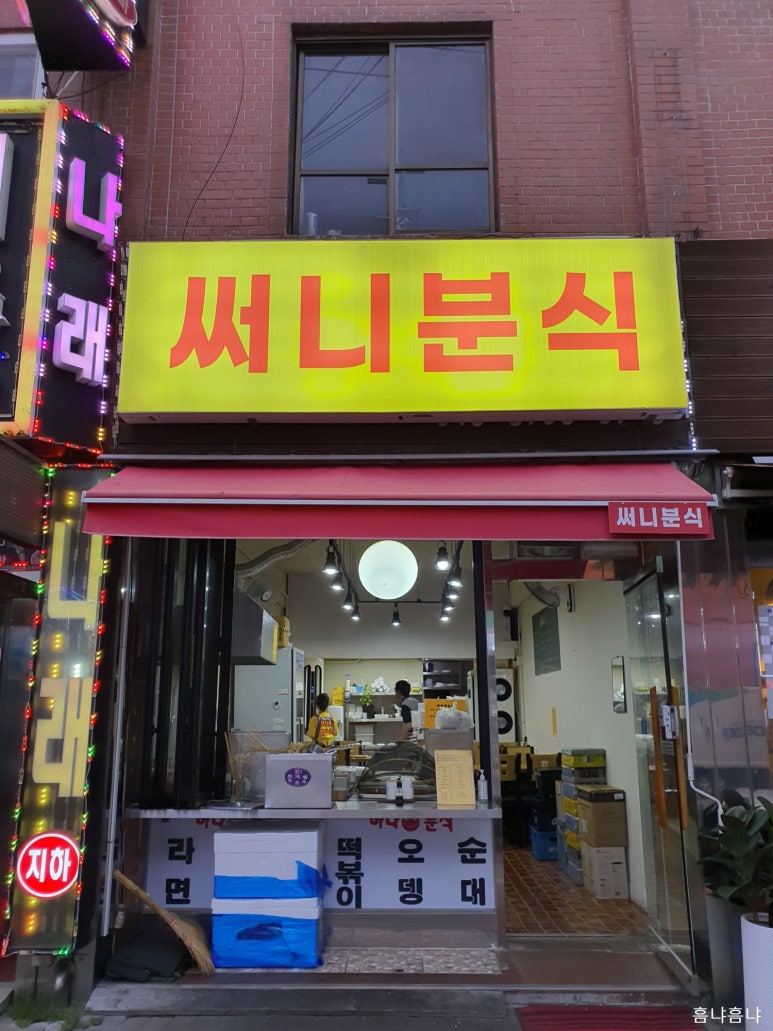 나래
써니분식
써니분식
나래
지하
라면
떡볶이
오뎅
순대
흠냐흠냐